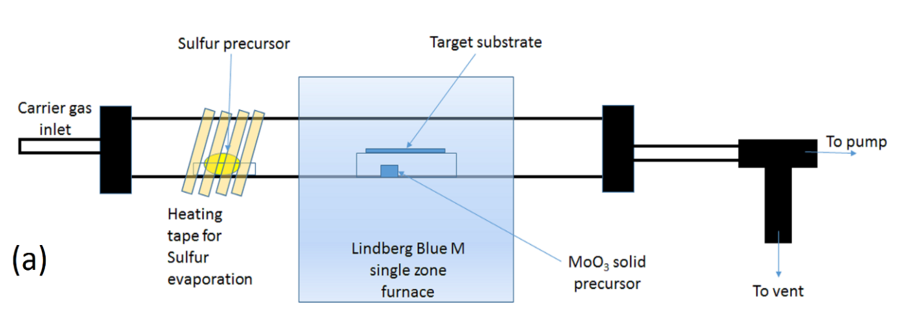 Sulfur precursor
Target substrate
Carrier gas
inlet
To pump
Heating
tape for
Sulfur
evaporation
(a)
Lindberg Blue M
single zone
furnace
MoO₃ solid
precursor
To vent